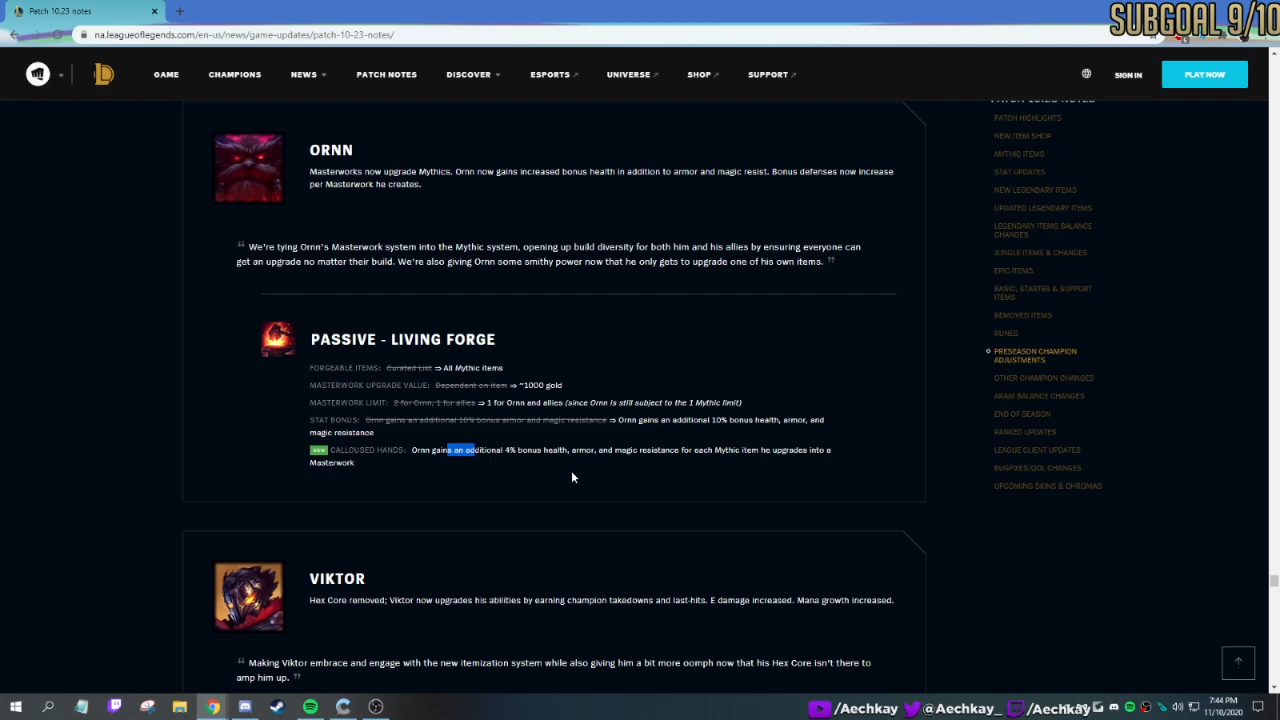 Patch 10.23 notes
SUBGOAL 9/10
na.leagueoflegends.com/en-us/news/game-updates/patch-10-23-notes/
GAME CHAMPIONS NEWS PATCH NOTES DISCOVER ESPORTS UNIVERSE SHOP SUPPORT SIGN IN PLAY NOW
ORNN
Masterworks now upgrade Mythics. Ornn now gains increased bonus health in addition to armor and magic resist. Bonus defenses now increase
per Masterwork he creates.
“ We're tying Ornn's Masterwork system into the Mythic system, opening up build diversity for both him and his allies by ensuring everyone can
get an upgrade no matter the build. We're also giving Ornn some smithy power now that he only gets to upgrade one of his own items. ”
PASSIVE - LIVING FORGE
FORGEABLE ITEMS: Curated List ⇒ All Mythic items
MASTERWORK UPGRADE VALUE: Dependent on item ⇒ ~1000 gold
MASTERWORK LIMIT: 2 for Ornn, 1 for allies ⇒ 1 for Ornn and allies (since Ornn is still subject to the 1 Mythic limit)
STAT BONUS: Ornn gains an additional 10% bonus armor and magic resistance ⇒ Ornn gains an additional 10% bonus health, armor, and
magic resistance
NEW CALLOUSED HANDS: Ornn gains an additional 4% bonus health, armor, and magic resistance for each Mythic item he upgrades into a
Masterwork
VIKTOR
Hex Core removed; Viktor now upgrades his abilities by earning champion takedowns and last-hits. E damage increased. Mana growth increased.
“ Making Viktor embrace and engage with the new itemization system while also giving him a bit more oomph now that his Hex Core isn't there to
amp him up. ”
PATCH 10.23 NOTES
PATCH HIGHLIGHTS
NEW ITEM SHOP
MYTHIC ITEMS
STAT UPDATES
NEW LEGENDARY ITEMS
UPDATED LEGENDARY ITEMS
LEGENDARY ITEMS BALANCE
CHANGES
JUNGLE ITEMS & CHANGES
EPIC ITEMS
BASIC, STARTER & SUPPORT
ITEMS
REMOVED ITEMS
RUNES
PRESEASON CHAMPION
ADJUSTMENTS
OTHER CHAMPION CHANGES
ARAM BALANCE CHANGES
END OF SEASON
RANKED UPDATES
LEAGUE CLIENT UPDATES
BUGFIXES/QOL CHANGES
UPCOMING SKINS & CHROMAS
/Aechkay @Aechkay_ /Aechkay
7:44 PM
11/10/2020